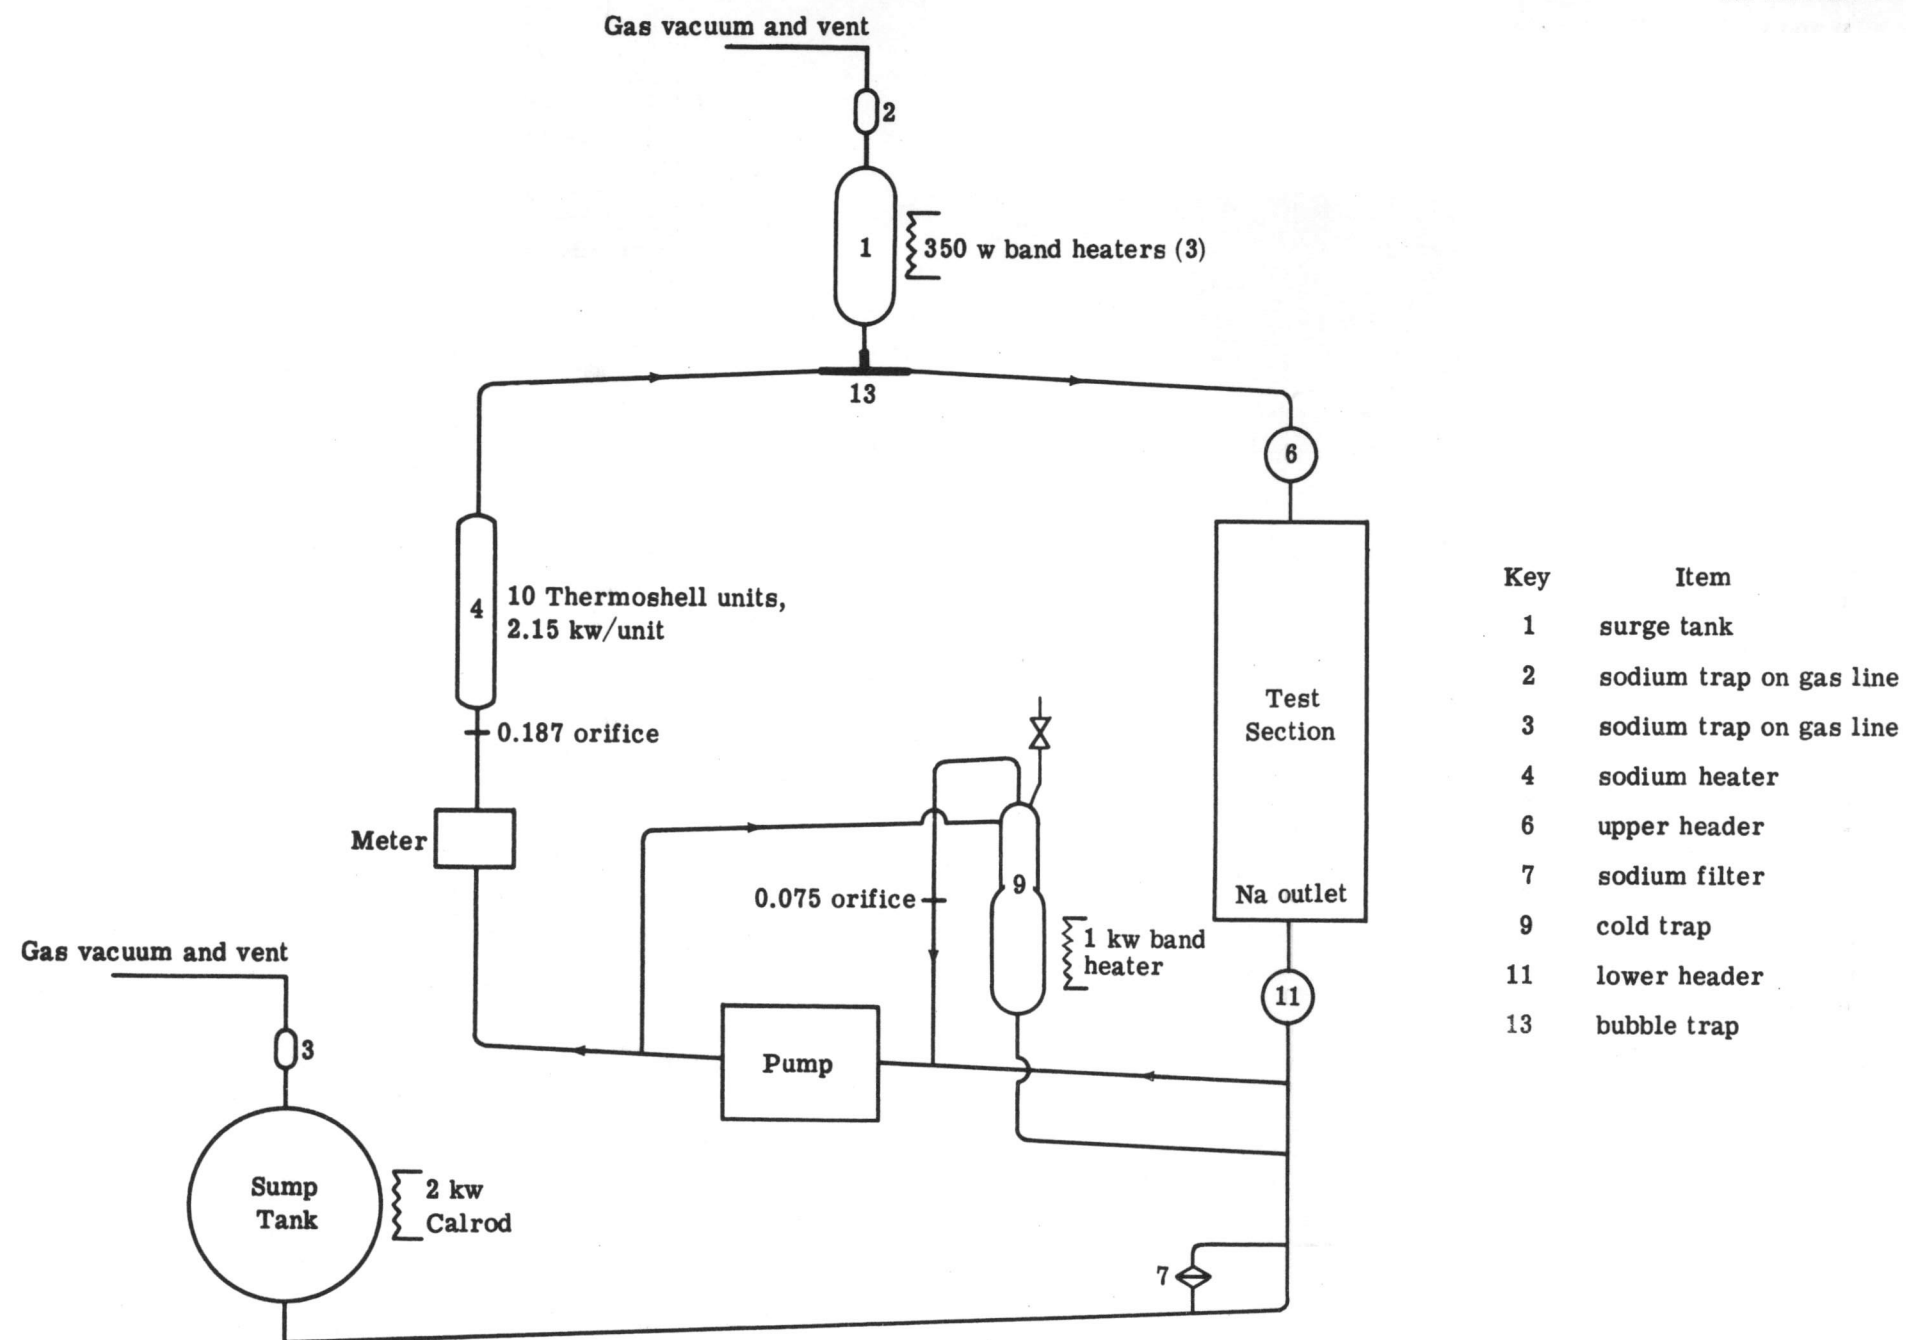 Gas vacuum and vent
2
1
350 w band heaters (3)
13
6
4
10 Thermoshell units,
2.15 kw/unit
0.187 orifice
Meter
0.075 orifice
9
1 kw band
heater
Test
Section
Na outlet
11
Gas vacuum and vent
3
Pump
Sump
Tank
2 kw
Calrod
7
Key Item
1 surge tank
2 sodium trap on gas line
3 sodium trap on gas line
4 sodium heater
6 upper header
7 sodium filter
9 cold trap
11 lower header
13 bubble trap